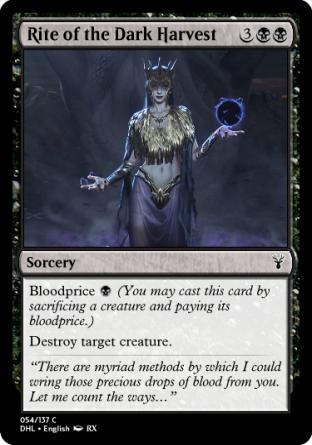 Rite of the Dark Harvest 3
Sorcery
Bloodprice (You may cast this card by
sacrificing a creature and paying its
bloodprice.)
Destroy target creature.
“There are myriad methods by which I could
wring those precious drops of blood from you.
Let me count the ways…”
054/137 C
DHL • English RX